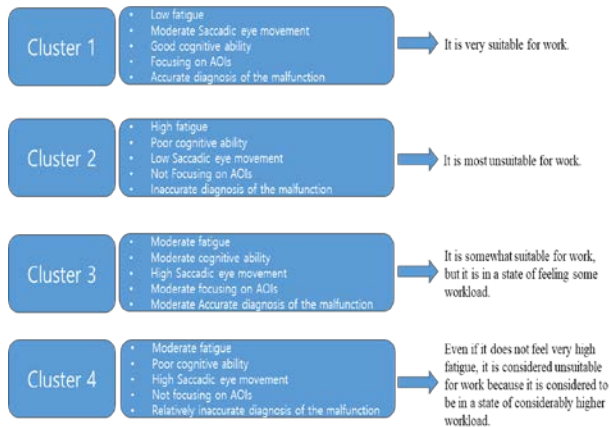 Cluster 1
• Low fatigue
• Moderate Saccadic eye movement
• Good cognitive ability
• Focusing on AOIs
• Accurate diagnosis of the malfunction
It is very suitable for work.
Cluster 2
• High fatigue
• Poor cognitive ability
• Low Saccadic eye movement
• Not Focusing on AOIs
• Inaccurate diagnosis of the malfunction
It is most unsuitable for work.
Cluster 3
• Moderate fatigue
• Moderate cognitive ability
• High Saccadic eye movement
• Moderate focusing on AOIs
• Moderate Accurate diagnosis of the malfunction
It is somewhat suitable for work,
but it is in a state of feeling some
workload.
Cluster 4
• Moderate fatigue
• Poor cognitive ability
• High Saccadic eye movement
• Not focusing on AOIs
• Relatively inaccurate diagnosis of the malfunction
Even if it does not feel very high
fatigue, it is considered unsuitable
for work because it is considered to
be in a state of considerably higher
workload.